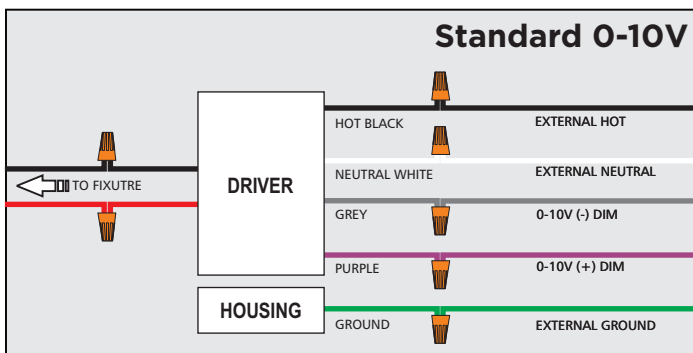 Standard 0-10V
HOT BLACK
EXTERNAL HOT
TO FIXUTRE
DRIVER
NEUTRAL WHITE
EXTERNAL NEUTRAL
GREY
0-10V (-) DIM
PURPLE
0-10V (+) DIM
HOUSING
GROUND
EXTERNAL GROUND